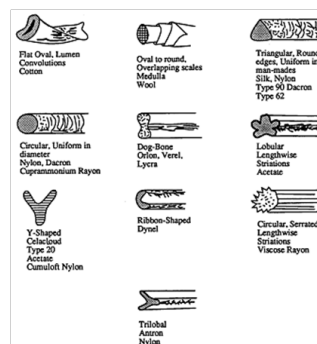 Flat Oval, Lumen
Convolutions
Cotton
Oval to round,
Overlapping scales
Medulla
Wool
Triangular, Round
edges, Uniform in
man-mades
Silk, Nylon
Type 90 Dacron
Type 62
Circular, Uniform in
diameter
Nylon, Dacron
Cuprammonium Rayon
Dog-Bone
Orlon, Verel,
Lycra
Lobular
Lengthwise
Striations
Acetate
Y-Shaped
Celacloud
Type 20
Acetate
Cumuloft Nylon
Ribbon-Shaped
Dynel
Circular, Serrated
Lengthwise
Striations
Viscose Rayon
Trilobal
Antron
Nylon